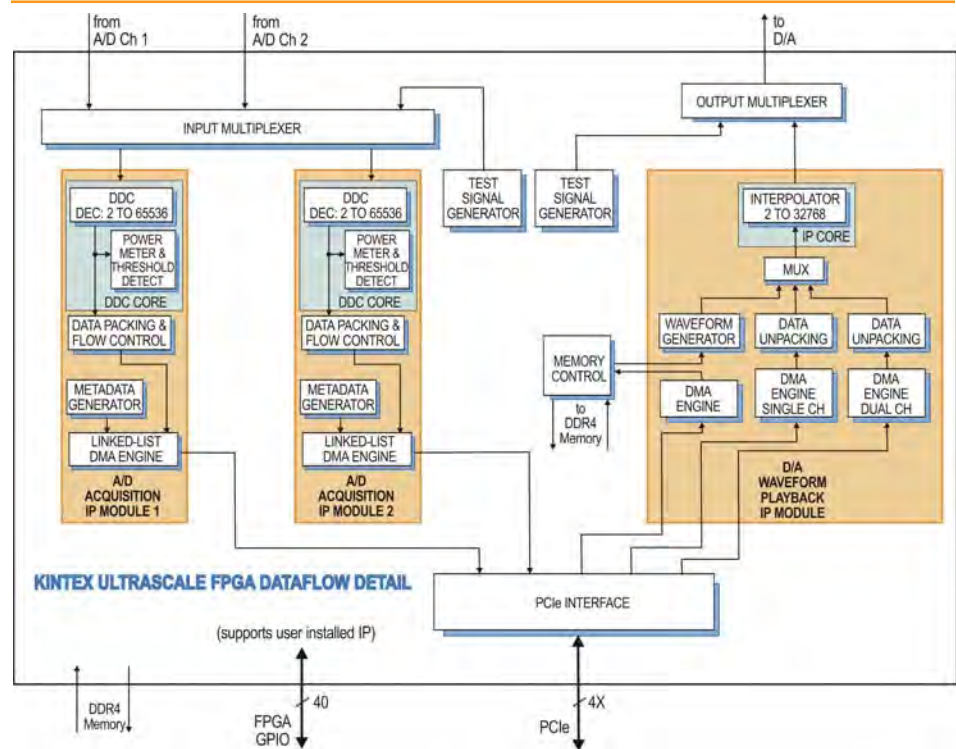 from
A/D Ch 1
from
A/D Ch 2
to
D/A
INPUT MULTIPLEXER
OUTPUT MULTIPLEXER
DDC
DEC: 2 TO 65536
POWER
METER &
THRESHOLD
DETECT
DDC CORE
DATA PACKING &
FLOW CONTROL
METADATA
GENERATOR
LINKED-LIST
DMA ENGINE
A/D
ACQUISITION
IP MODULE 1
DDC
DEC: 2 TO 65536
POWER
METER &
THRESHOLD
DETECT
DDC CORE
DATA PACKING &
FLOW CONTROL
METADATA
GENERATOR
LINKED-LIST
DMA ENGINE
A/D
ACQUISITION
IP MODULE 2
TEST
SIGNAL
GENERATOR
TEST
SIGNAL
GENERATOR
INTERPOLATOR
2 TO 32768
IP CORE
MUX
WAVEFORM
GENERATOR
DATA
UNPACKING
DATA
UNPACKING
MEMORY
CONTROL
to
DDR4
Memory
DMA
ENGINE
DMA
ENGINE
SINGLE CH
DMA
ENGINE
DUAL CH
D/A
WAVEFORM
PLAYBACK
IP MODULE
KINTEX ULTRASCALE FPGA DATAFLOW DETAIL
PCIe INTERFACE
(supports user installed IP)
DDR4
Memory
40
FPGA
GPIO
4X
PCIe